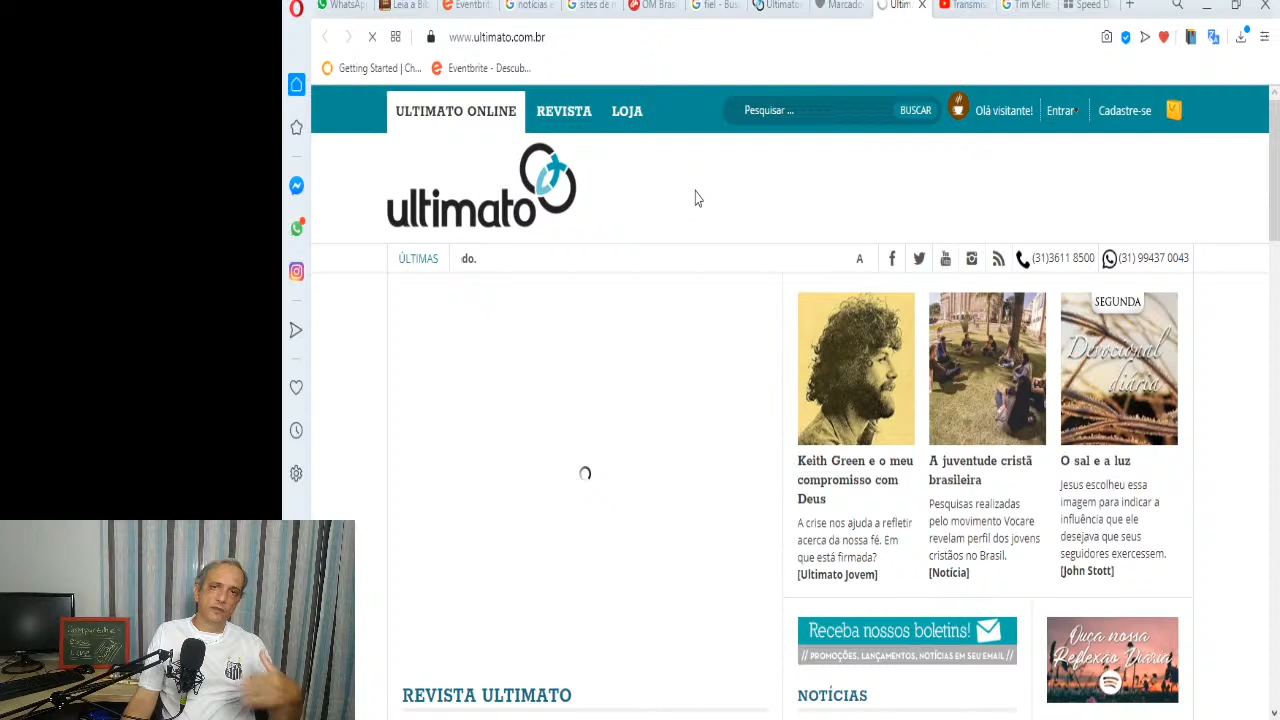 WhatsApp
Leia a Bíb
Eventbrit
notícias e
sites de n
OM Brasi
fiel - Bus
Ultimato
Marcador
Ultim
Transmis
Tim Kelle
Speed Di
www.ultimato.com.br
Getting Started | Ch...
Eventbrite - Descub...
ULTIMATO ONLINE
REVISTA
LOJA
Pesquisar ...
BUSCAR
Olá visitante!
Entrar
Cadastre-se
ultimato
ÚLTIMAS
do.
A
(31)3611 8500
(31) 99437 0043
SEGUNDA
Devocional
diária
Keith Green e o meu
compromisso com
Deus
A crise nos ajuda a refletir
acerca da nossa fé. Em
que está firmada?
[Ultimato Jovem]
A juventude cristã
brasileira
Pesquisas realizadas
pelo movimento Vocare
revelam perfil dos jovens
cristãos no Brasil.
[Notícia]
O sal e a luz
Jesus escolheu essa
imagem para indicar a
influência que ele
desejava que seus
seguidores exercessem.
[John Stott]
Receba nossos boletins!
// PROMOÇÕES, LANÇAMENTOS, NOTÍCIAS EM SEU EMAIL //
Ouça nossa
Reflexão Diária
REVISTA ULTIMATO
NOTÍCIAS